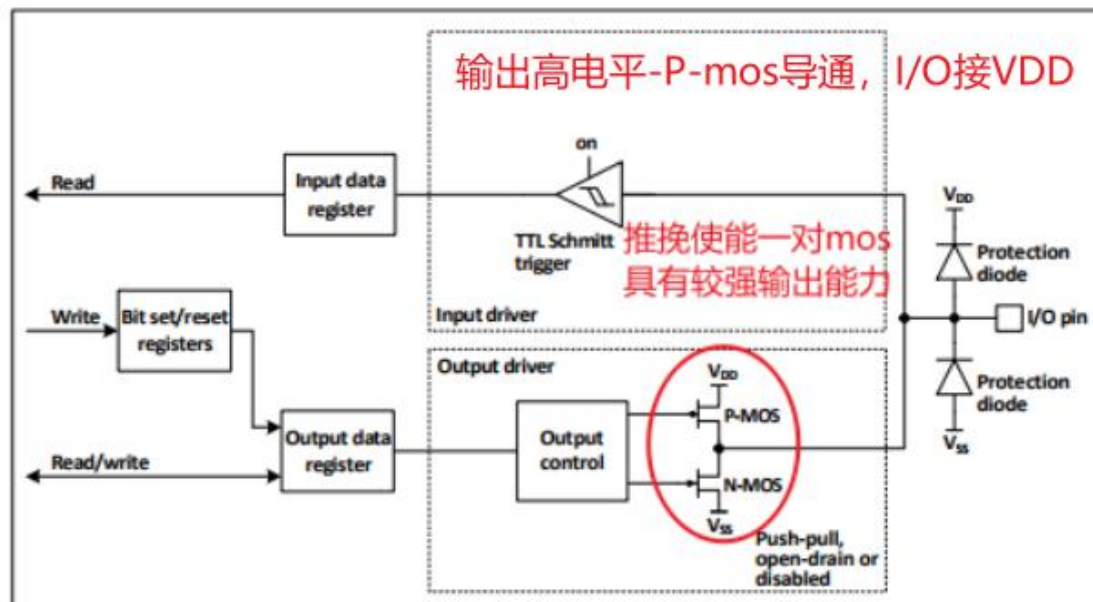 输出高电平-P-mos导通，I/O接VDD
on
Read
Input data
register
TTL Schmitt
trigger
推挽使能一对mos
具有较强输出能力
VDD
Protection
diode
Write
Bit set/reset
registers
Input driver
I/O pin
Output driver
VDD
P-MOS
Protection
diode
Output data
register
Output
control
VSS
Read/write
N-MOS
VSS
Push-pull,
open-drain or
disabled